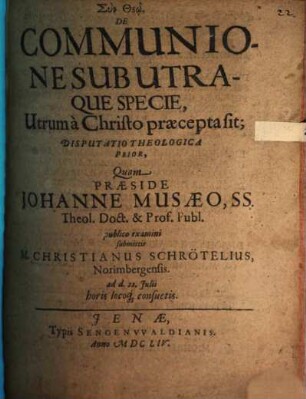 Σὺν Θεῷ.
22
DE
COMMUNIO-
NE SUB UTRA-
QUE SPECIE,
Utrum à Christo præcepta sit;
DISPUTATIO THEOLOGICA
PRIOR,
Quam
PRÆSIDE
JOHANNE MUSÆO, SS.
Theol. Doct. & Prof. Publ.
publico examini
submittit
M. CHRISTIANUS SCHRÖTELIUS,
Norimbergensis.
ad d. 22. Julii
horis locoq; consuetis.
JENÆ,
Typis SENGENVVALDIANIS,
Anno M DC LIV.